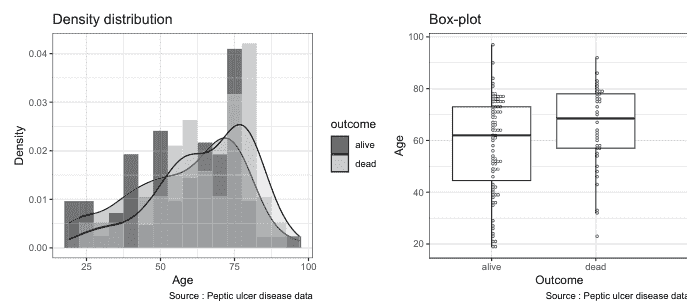 Density distribution
0.04
0.03
0.02
0.01
0.00
Density
25
50
75
100
Age
Source : Peptic ulcer disease data
outcome
alive
dead
Box-plot
100
80
60
40
20
Age
alive
dead
Outcome
Source : Peptic ulcer disease data